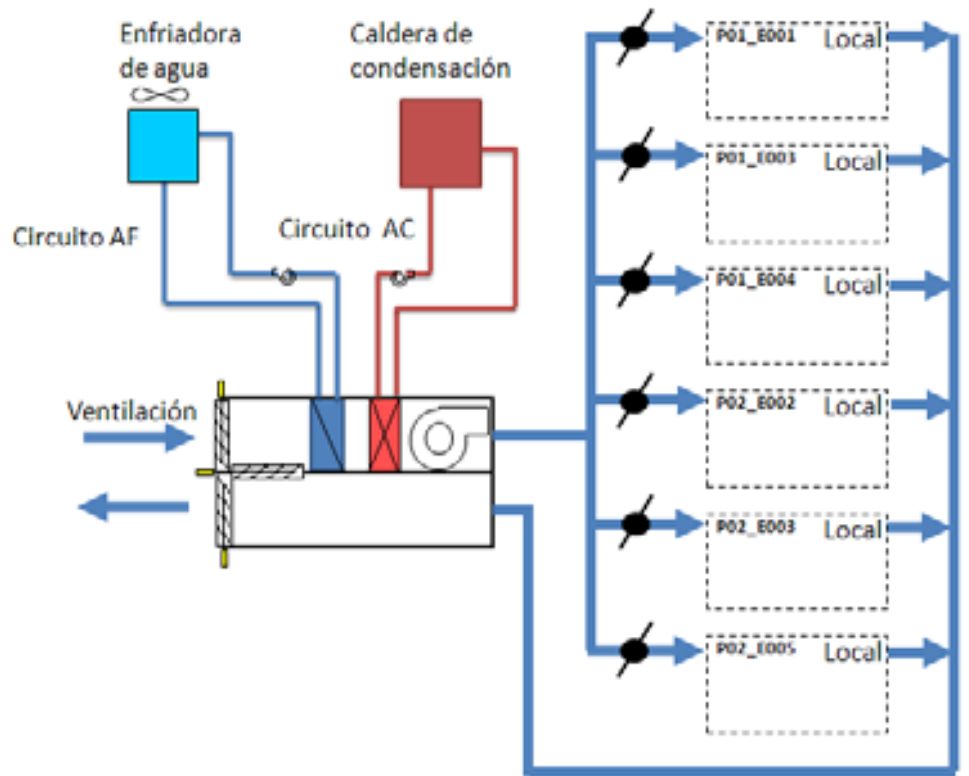 Enfriadora
de agua
Caldera de
condensación
Circuito AF
Circuito AC
Ventilación
P01_E001 Local
P01_E003 Local
P01_E004 Local
P02_E002 Local
P02_E003 Local
P02_E005 Local